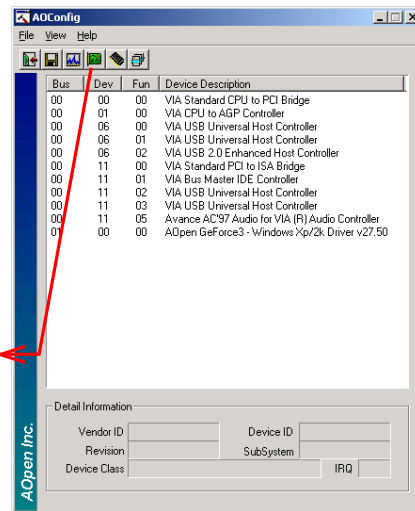 AOConfig
File View Help
Bus Dev Fun Device Description
00 00 00 VIA Standard CPU to PCI Bridge
00 01 00 VIA CPU to AGP Controller
00 06 00 VIA USB Universal Host Controller
00 06 01 VIA USB Universal Host Controller
00 06 02 VIA USB 2.0 Enhanced Host Controller
00 11 00 VIA Standard PCI to ISA Bridge
00 11 01 VIA Bus Master IDE Controller
00 11 02 VIA USB Universal Host Controller
00 11 03 VIA USB Universal Host Controller
00 11 05 Avance AC'97 Audio for VIA (R) Audio Controller
01 00 00 AOpen GeForce3 - Windows Xp/2k Driver v27.50
Detail Information
Vendor ID Device ID
Revision SubSystem
Device Class IRQ
AOpen Inc.